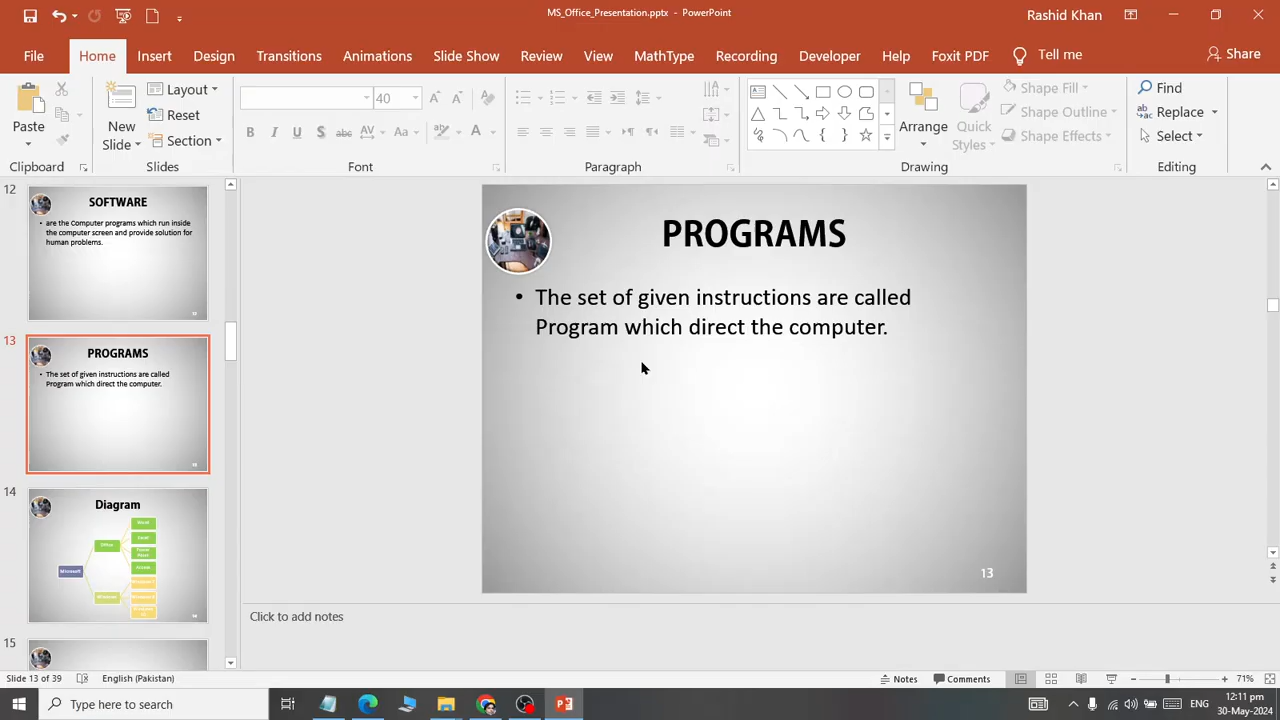 MS_Office_Presentation.pptx - PowerPoint
Rashid Khan
File Home Insert Design Transitions Animations Slide Show Review View MathType Recording Developer Help Foxit PDF Tell me Share
Paste
Clipboard
New Slide
Layout
Reset
Section
Slides
40
B I U S abc AV Aa A
Font
Paragraph
Arrange
Quick Styles
Shape Fill
Shape Outline
Shape Effects
Drawing
Find
Replace
Select
Editing
12
SOFTWARE
• are the Computer programs which run inside
the computer screen and provide solution for
human problems.
13
PROGRAMS
• The set of given instructions are called
Program which direct the computer.
14
Diagram
Microsoft
Office
15
PROGRAMS
• The set of given instructions are called
Program which direct the computer.
13
Click to add notes
Slide 13 of 39 English (Pakistan) Notes Comments 71%
Type here to search
ENG
12:11 pm
30-May-2024